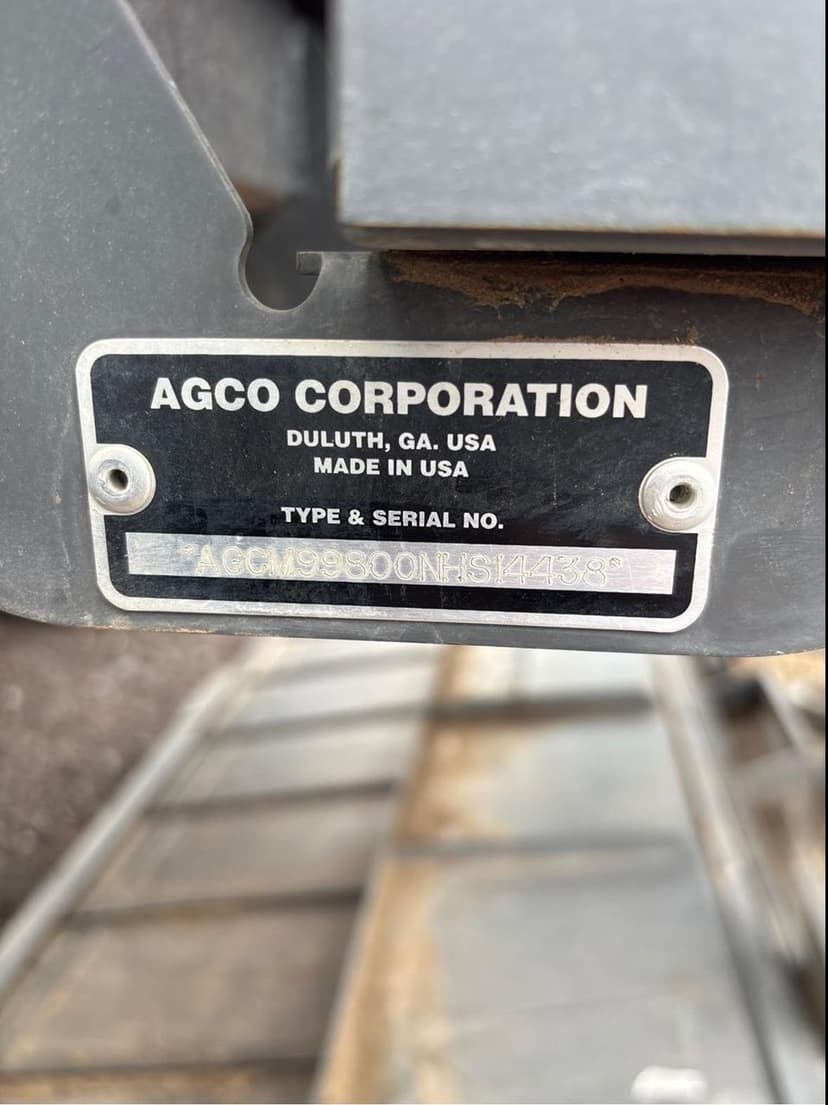 AGCO CORPORATION
DULUTH, GA. USA
MADE IN USA
TYPE & SERIAL NO.
*AGCM99800NHS14438*